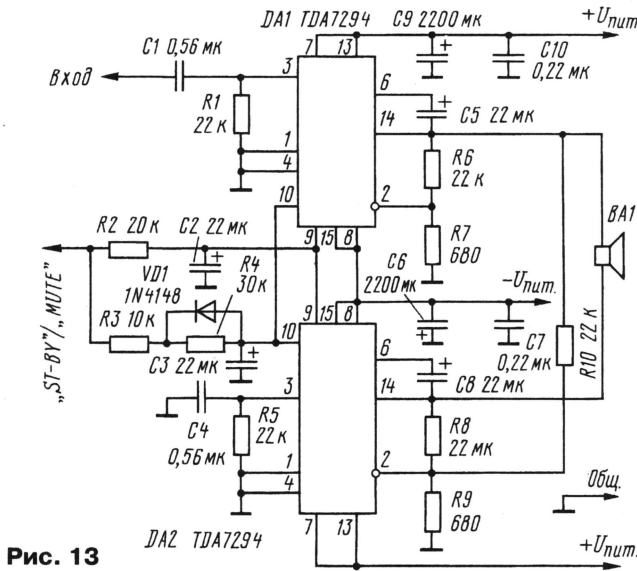 DA1 TDA7294
C9 2200 мк
+Uпит.
7
13
C1 0,56 мк
C10
0,22 мк
Вход
3
6
C5 22 мк
R1
22 к
14
1
4
R6
22 к
10
2
BA1
R2 20 к
C2 22 мк
9
15
8
R7
680
VD1
1N4148
R4
30 к
C6
2200 мк
−Uпит.
„ST-BY"/„MUTE"
R3 10 к
9
15
8
10
C7
0,22 мк
R10 22 к
C3 22 мк
6
3
14
C8 22 мк
C4
0,56 мк
R5
22 к
R8
22 мк
1
2
4
Общ.
R9
680
7
13
DA2 TDA7294
+Uпит.
Рис. 13